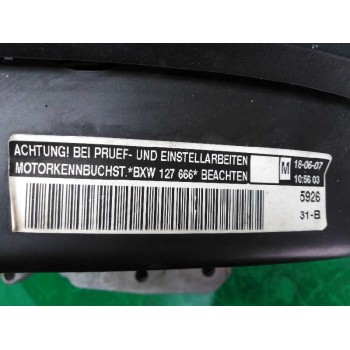 ACHTUNG! BEI PRUEF- UND EINSTELLARBEITEN
MOTORKENNBUCHST.*BXW 127 666* BEACHTEN
M
18-06-07
10:56:03
5926
31-B